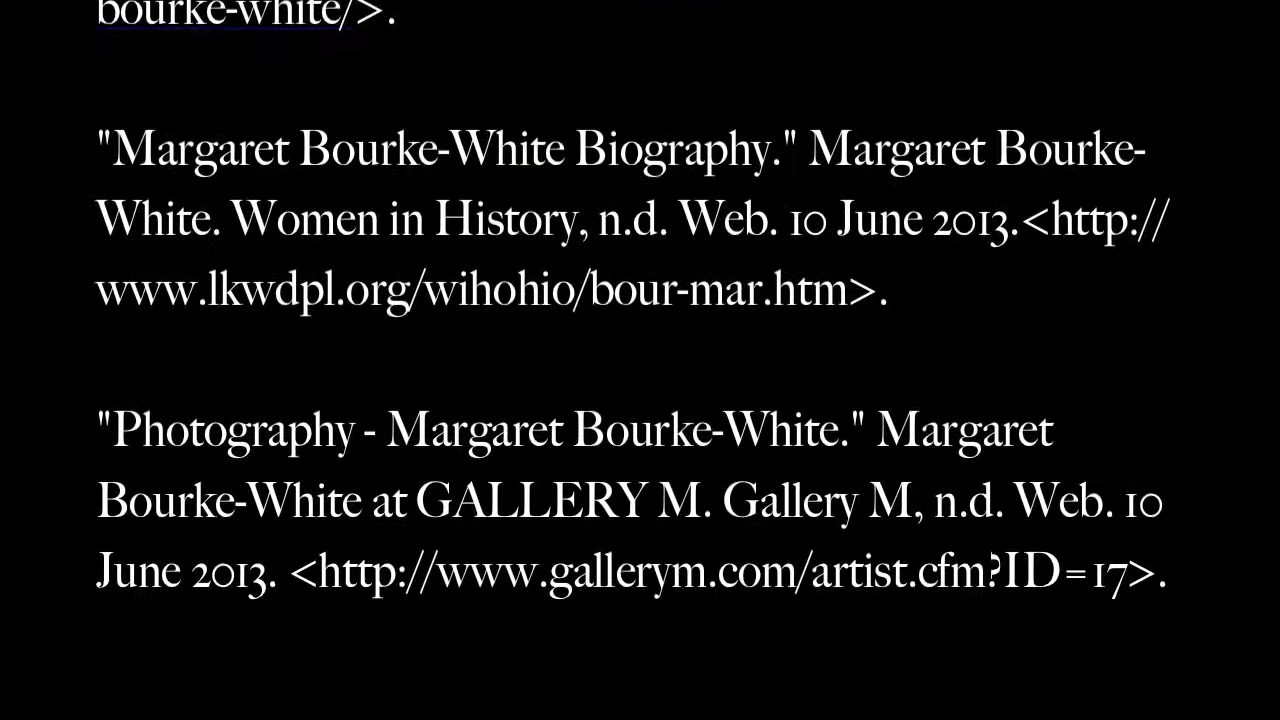 bourke-white/>.
"Margaret Bourke-White Biography." Margaret Bourke-
White. Women in History, n.d. Web. 10 June 2013.<http://
www.lkwdpl.org/wihohio/bour-mar.htm>.
"Photography - Margaret Bourke-White." Margaret
Bourke-White at GALLERY M. Gallery M, n.d. Web. 10
June 2013. <http://www.gallerym.com/artist.cfm?ID=17>.